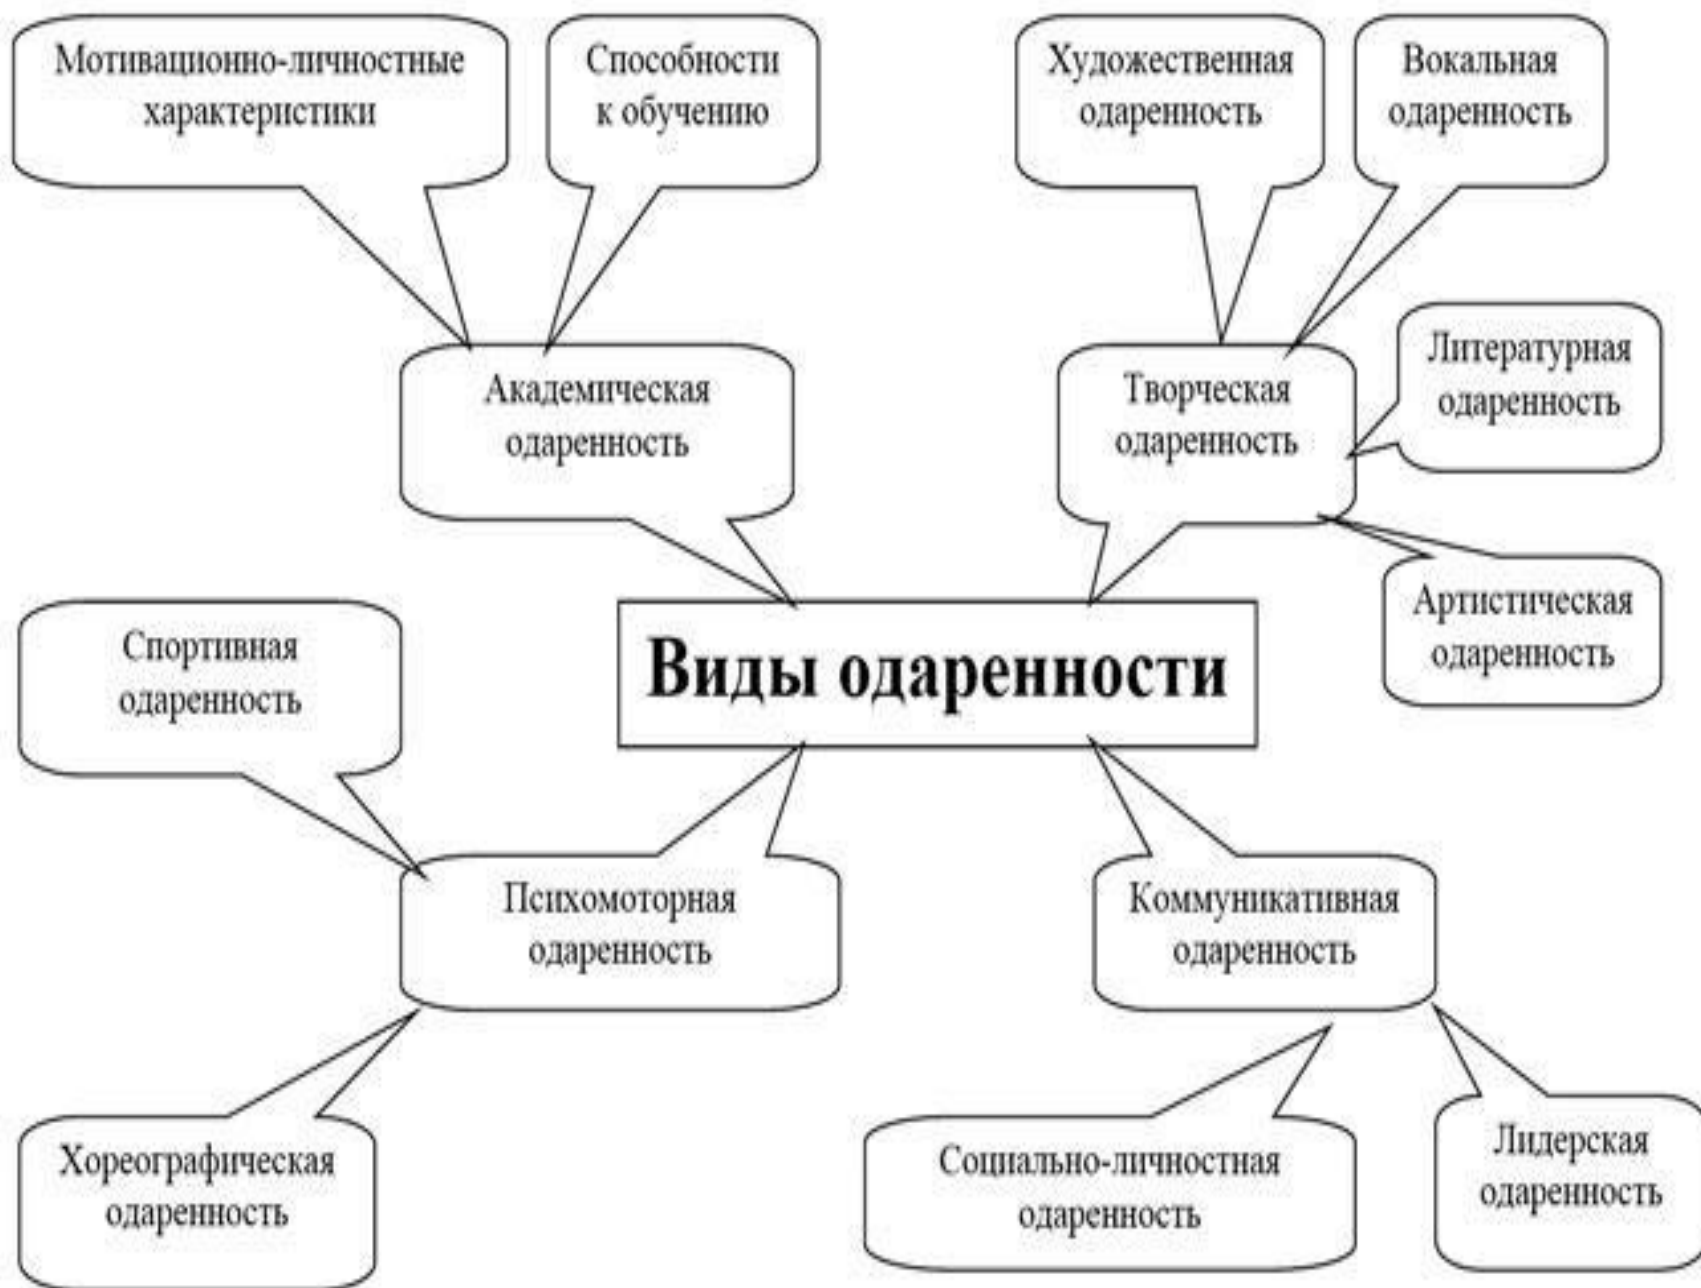 Мотивационно-личностные
характеристики
Способности
к обучению
Художественная
одаренность
Вокальная
одаренность
Академическая
одаренность
Творческая
одаренность
Литературная
одаренность
Артистическая
одаренность
Спортивная
одаренность
Виды одаренности
Психомоторная
одаренность
Коммуникативная
одаренность
Хореографическая
одаренность
Социально-личностная
одаренность
Лидерская
одаренность